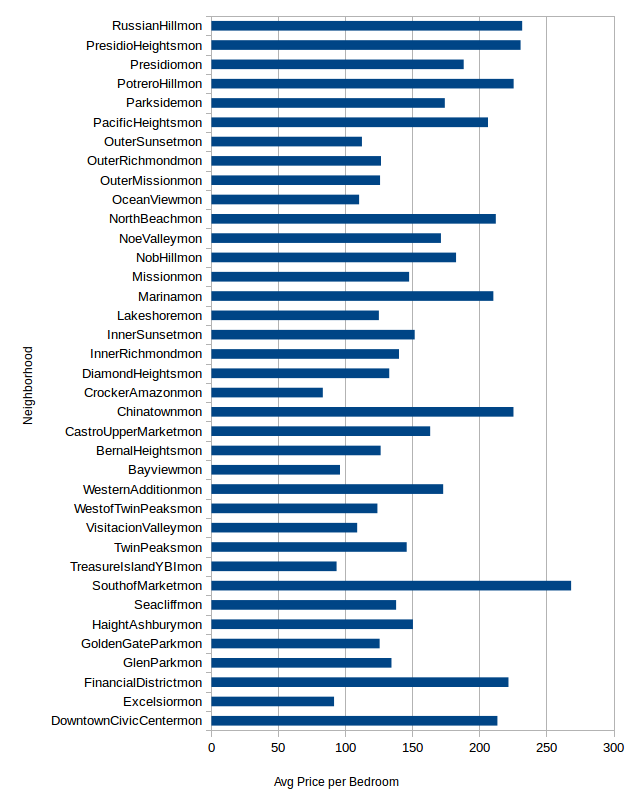 RussianHillmon
PresidioHeightsmon
Presidiomon
PotreroHillmon
Parksidemon
PacificHeightsmon
OuterSunsetmon
OuterRichmondmon
OuterMissionmon
OceanViewmon
NorthBeachmon
NoeValleymon
NobHillmon
Missionmon
Marinamon
Lakeshoremon
InnerSunsetmon
InnerRichmondmon
DiamondHeightsmon
CrockerAmazonmon
Chinatownmon
CastroUpperMarketmon
BernalHeightsmon
Bayviewmon
WesternAdditionmon
WestofTwinPeaksmon
VisitacionValleymon
TwinPeaksmon
TreasureIslandYBImon
SouthofMarketmon
Seacliffmon
HaightAshburymon
GoldenGateParkmon
GlenParkmon
FinancialDistrictmon
Excelsiormon
DowntownCivicCentermon
Neighborhood
0 50 100 150 200 250 300
Avg Price per Bedroom